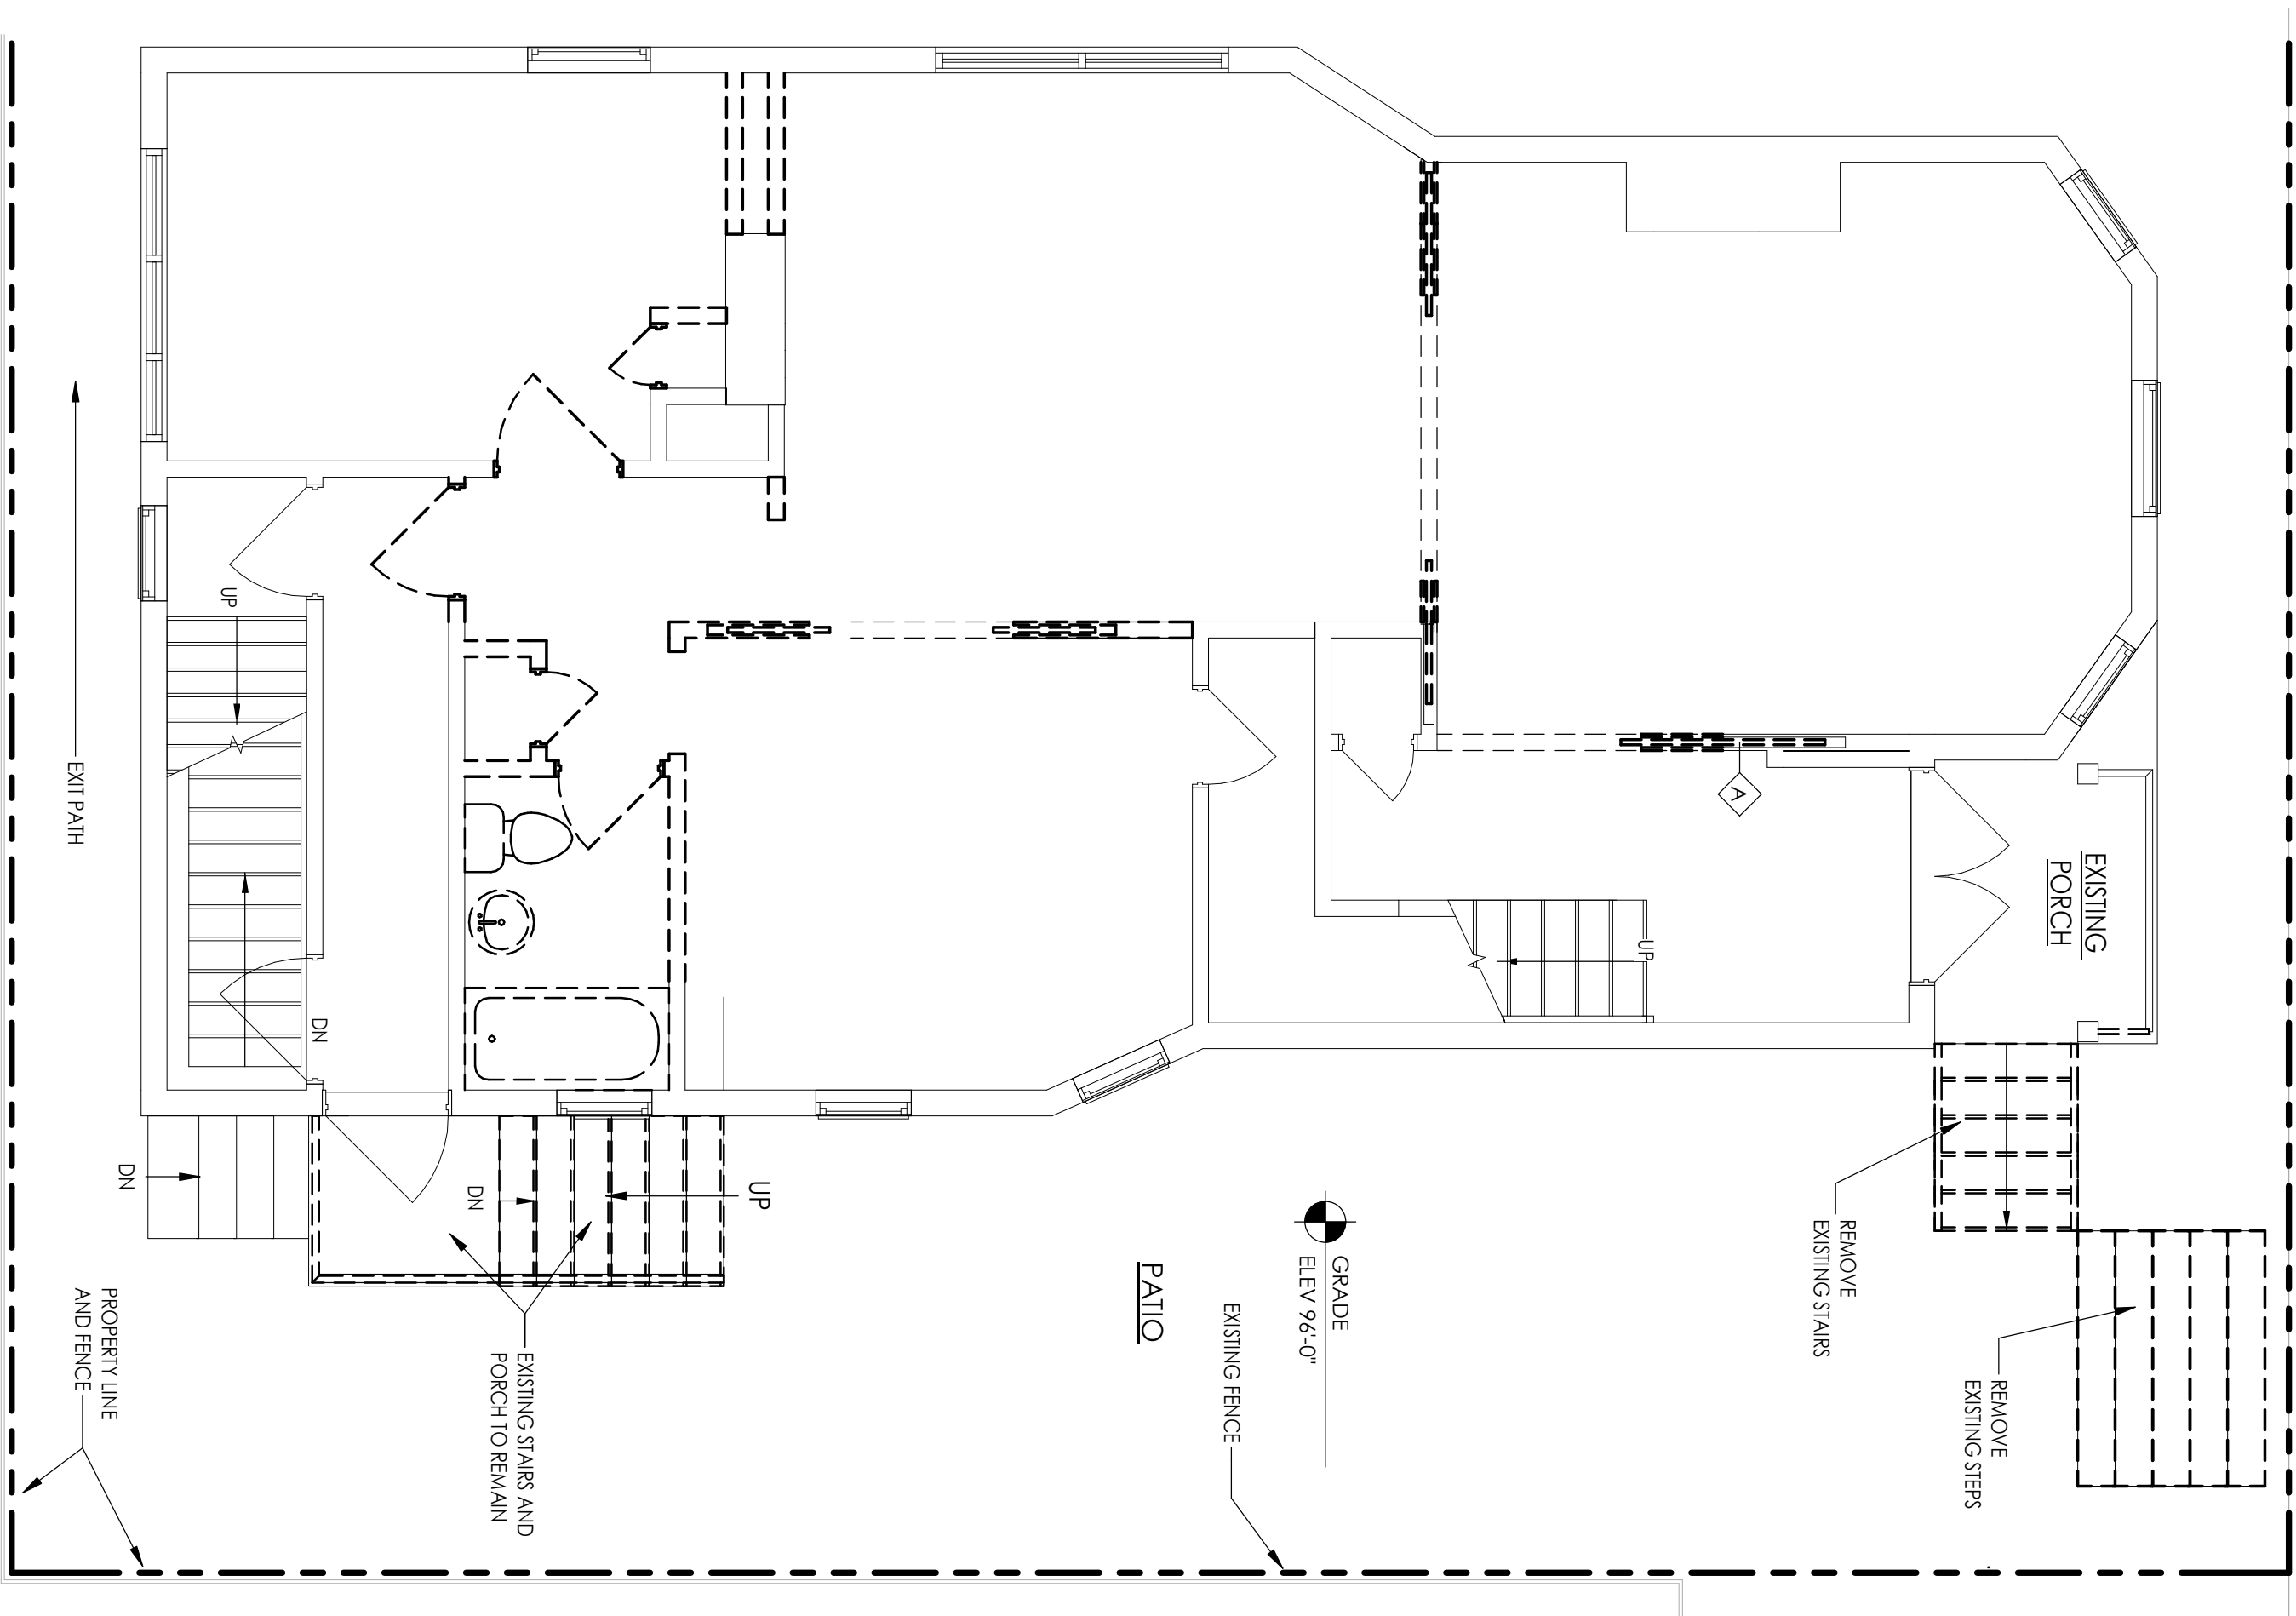 EXISTING
PORCH
A
UP
REMOVE
EXISTING STAIRS
REMOVE
EXISTING STEPS
GRADE
ELEV 96'-0"
EXISTING FENCE
PATIO
UP
DN
EXISTING STAIRS AND
PORCH TO REMAIN
UP
DN
DN
EXIT PATH
PROPERTY LINE
AND FENCE